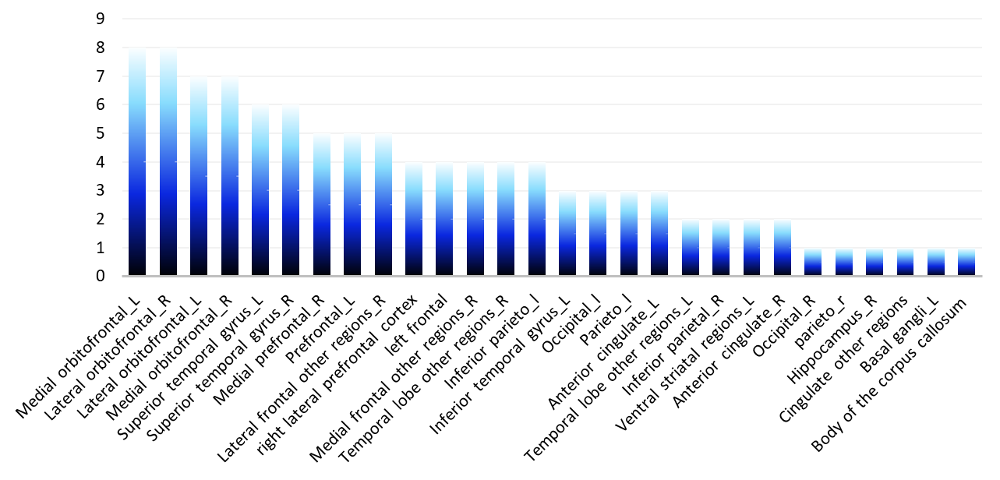 9
8
7
6
5
4
3
2
1
0
Medial orbitofrontal_L
Lateral orbitofrontal_R
Lateral orbitofrontal_L
Medial orbitofrontal_R
Superior temporal gyrus_L
Superior temporal gyrus_R
Medial prefrontal_R
Prefrontal_L
Lateral frontal other regions_R
right lateral prefrontal cortex
left frontal
Medial frontal other regions_R
Temporal lobe other regions_R
Inferior parieto_l
Inferior temporal gyrus_L
Occipital_l
Parieto_l
Anterior cingulate_L
Temporal lobe other regions_L
Inferior parietal_R
Ventral striatal regions_L
Anterior cingulate_R
Occipital_R
parieto_r
Hippocampus_R
Cingulate other regions
Basal gangli_L
Body of the corpus callosum